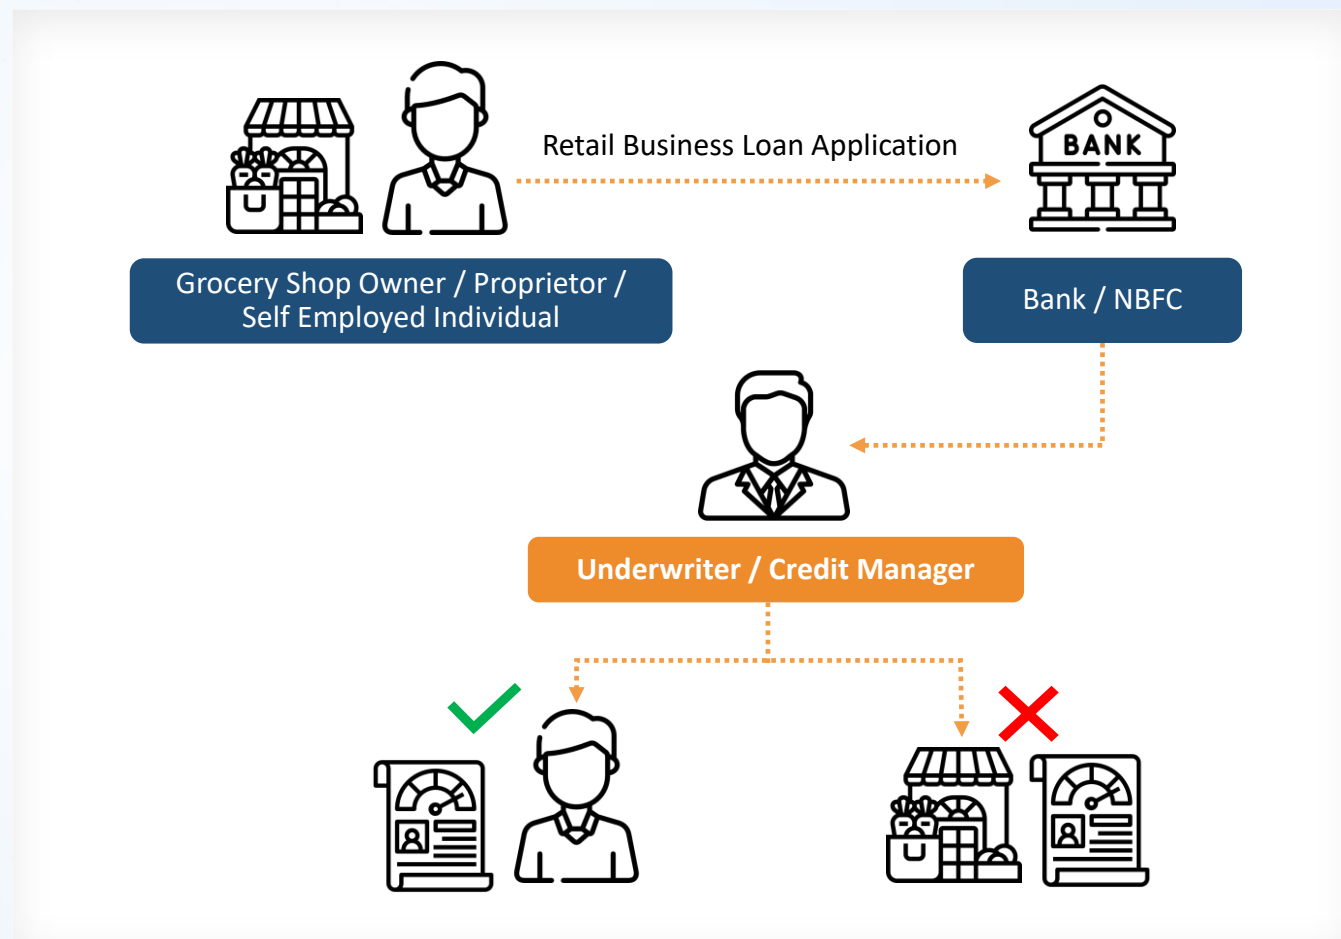 Retail Business Loan Application
BANK
Grocery Shop Owner / Proprietor /
Self Employed Individual
Bank / NBFC
Underwriter / Credit Manager